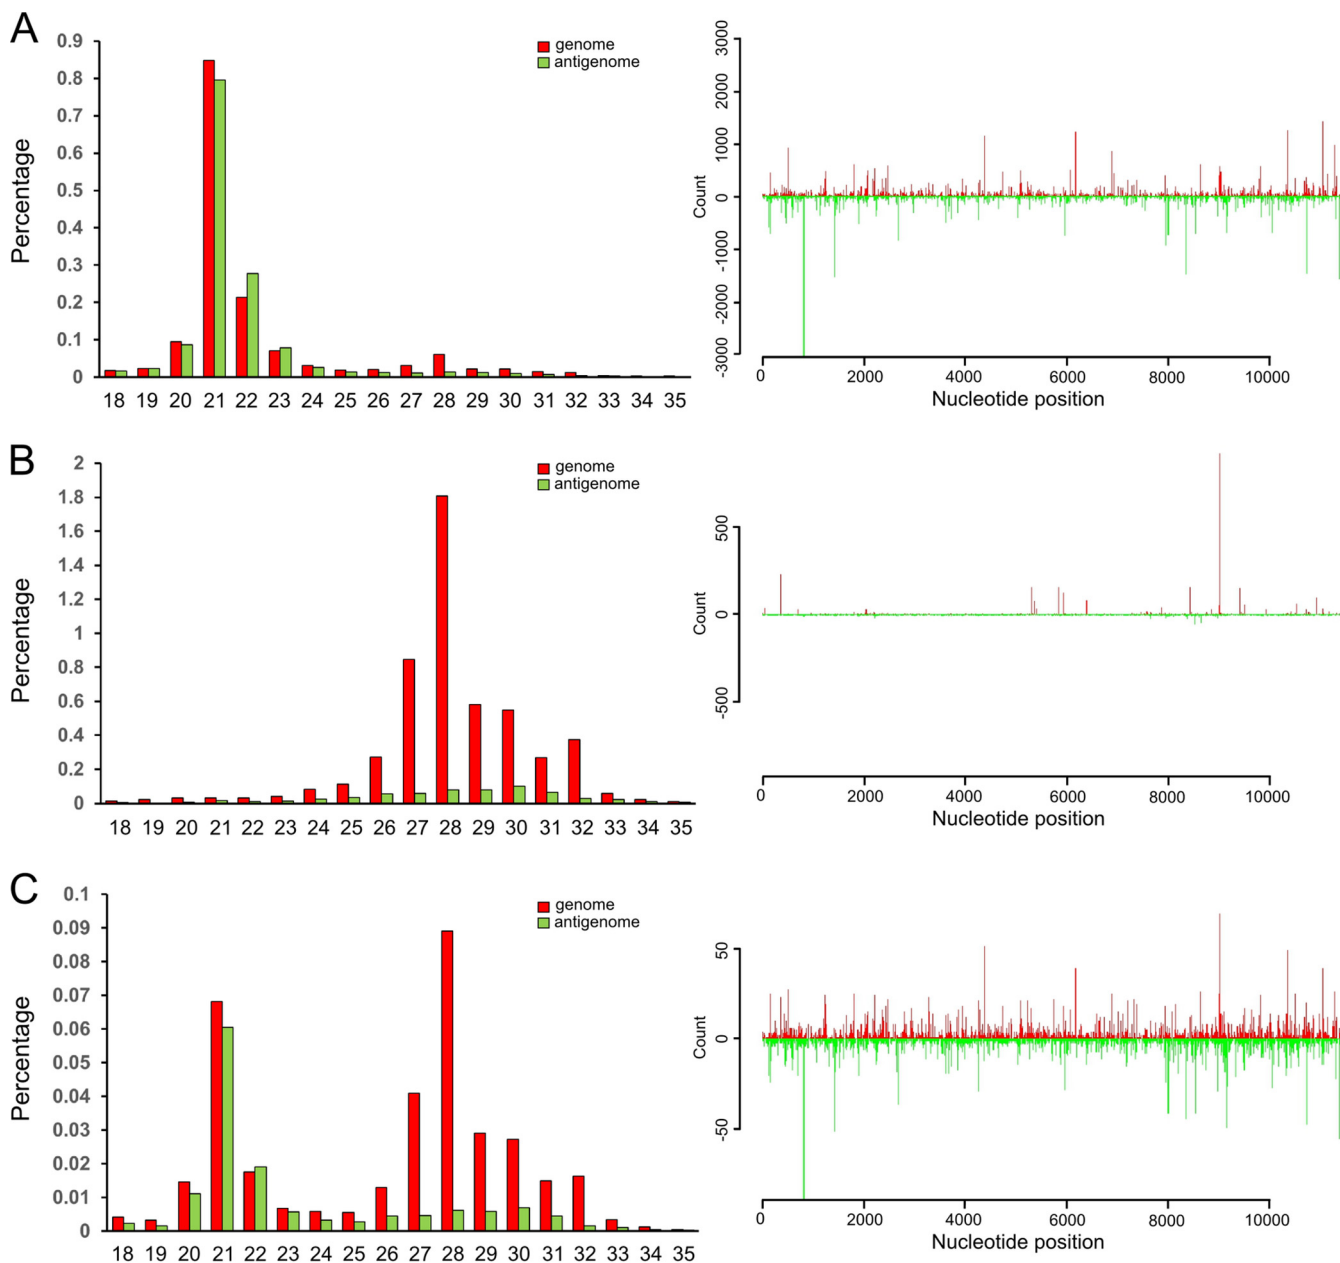 A
genome
antigenome
Percentage
0.9
0.8
0.7
0.6
0.5
0.4
0.3
0.2
0.1
0
18 19 20 21 22 23 24 25 26 27 28 29 30 31 32 33 34 35
Count
3000
2000
1000
0
-1000
-2000
-3000
0 2000 4000 6000 8000 10000
Nucleotide position
B
genome
antigenome
Percentage
2
1.8
1.6
1.4
1.2
1
0.8
0.6
0.4
0.2
0
18 19 20 21 22 23 24 25 26 27 28 29 30 31 32 33 34 35
Count
500
0
-500
0 2000 4000 6000 8000 10000
Nucleotide position
C
genome
antigenome
Percentage
0.1
0.09
0.08
0.07
0.06
0.05
0.04
0.03
0.02
0.01
0
18 19 20 21 22 23 24 25 26 27 28 29 30 31 32 33 34 35
Count
50
0
-50
0 2000 4000 6000 8000 10000
Nucleotide position